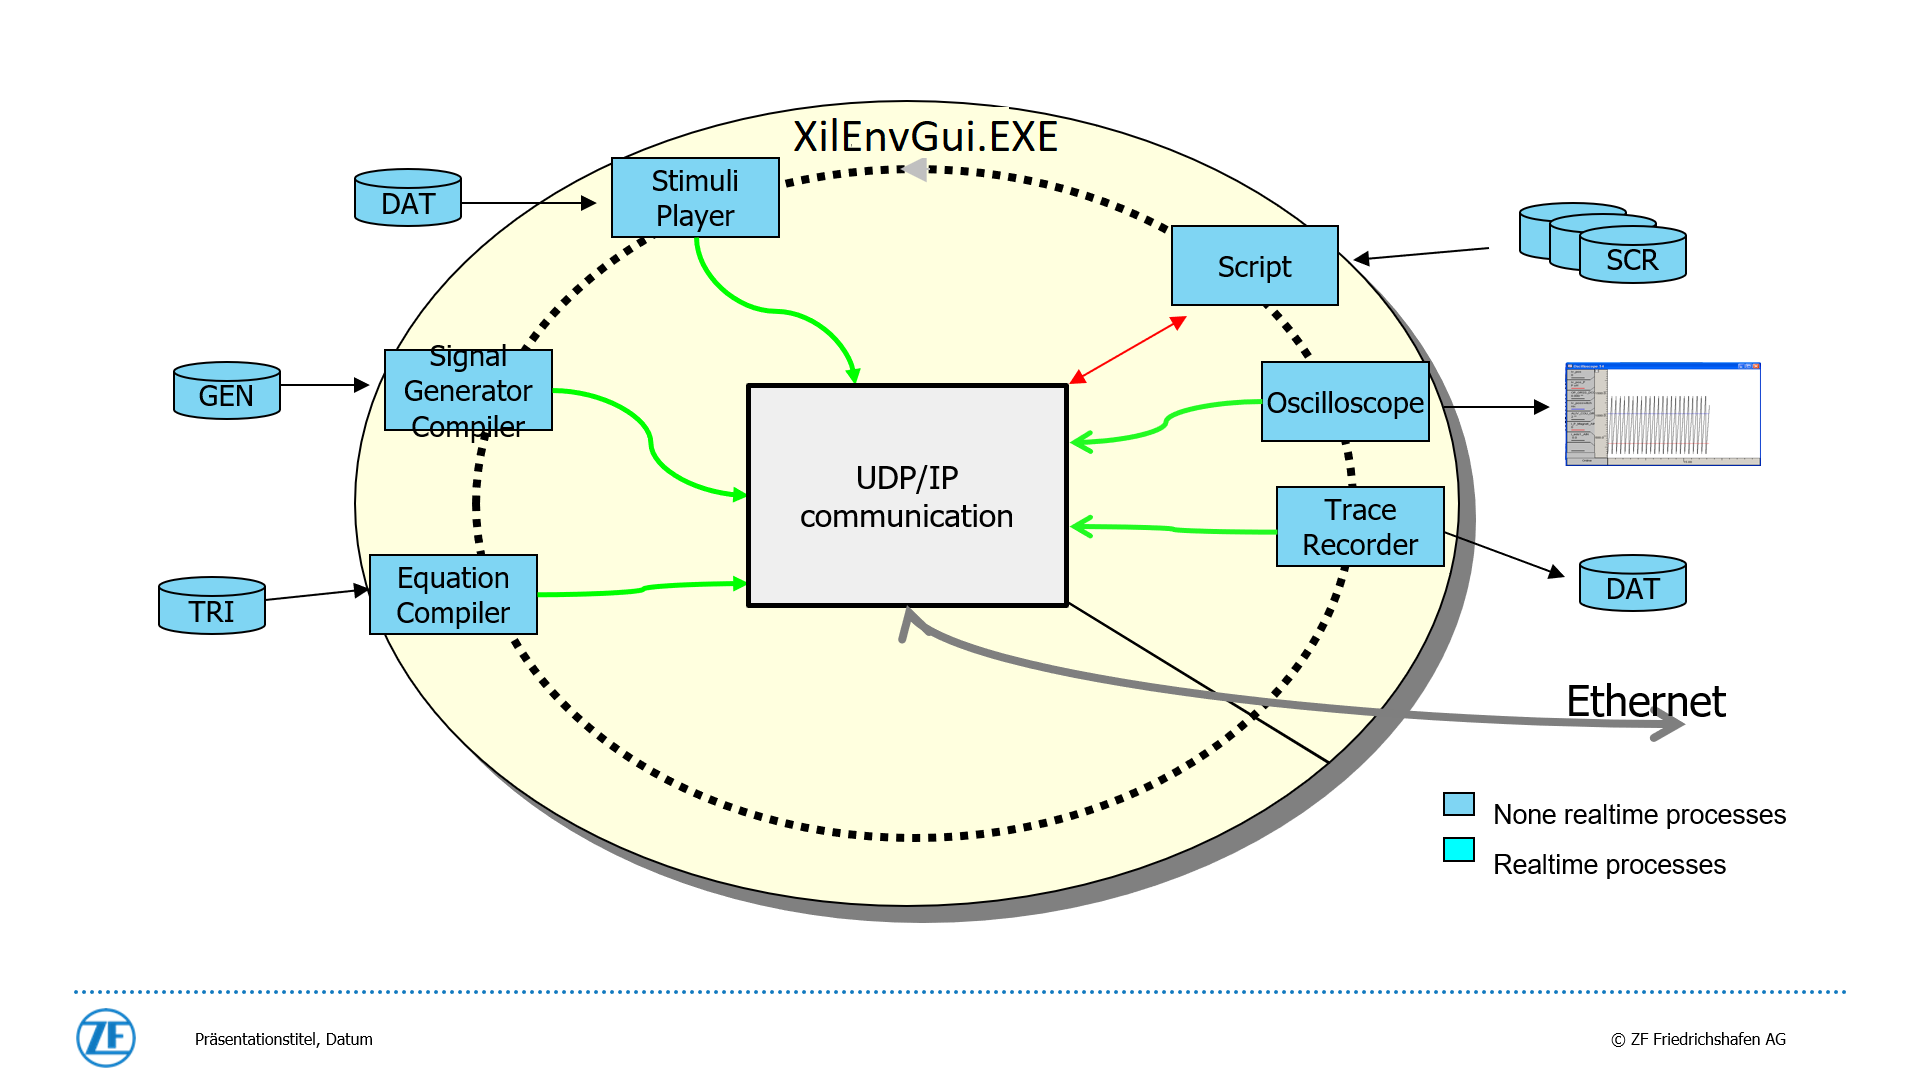 XilEnvGui.EXE
DAT
Stimuli
Player
Script
SCR
Signal
Generator
Compiler
GEN
Oscilloscope
UDP/IP
communication
Trace
Recorder
Equation
Compiler
TRI
DAT
Ethernet
None realtime processes
Realtime processes
ZF
Präsentationstitel, Datum
© ZF Friedrichshafen AG